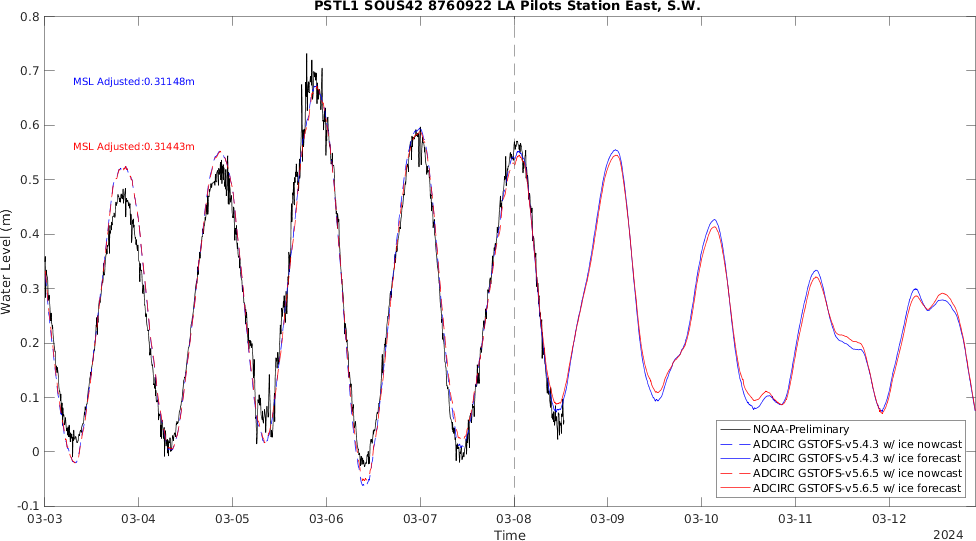 PSTL1 SOUS42 8760922 LA Pilots Station East, S.W.
0.8
0.7
0.6
0.5
0.4
0.3
0.2
0.1
0
-0.1
Water Level (m)
MSL Adjusted:0.31148m
MSL Adjusted:0.31443m
NOAA-Preliminary
ADCIRC GSTOFS-v5.4.3 w/ ice nowcast
ADCIRC GSTOFS-v5.4.3 w/ ice forecast
ADCIRC GSTOFS-v5.6.5 w/ ice nowcast
ADCIRC GSTOFS-v5.6.5 w/ ice forecast
03-03 03-04 03-05 03-06 03-07 03-08 03-09 03-10 03-11 03-12
Time
2024